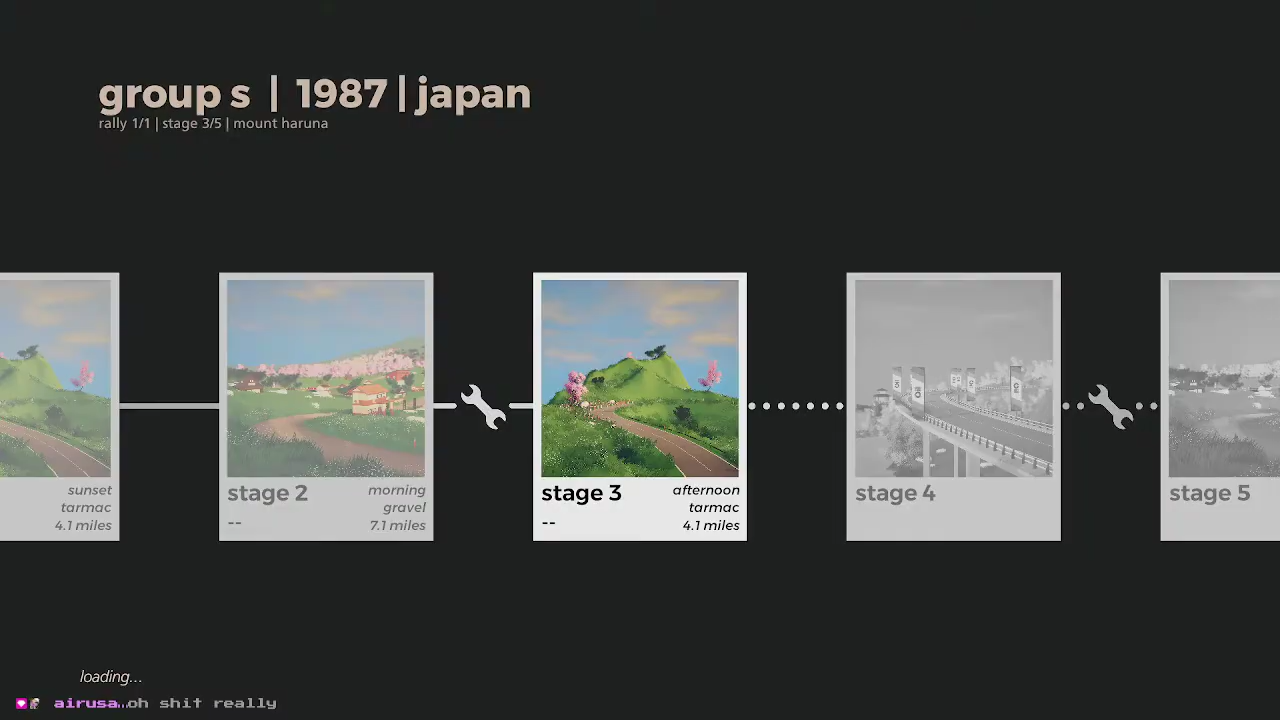 group s | 1987 | japan
rally 1/1 | stage 3/5 | mount haruna
sunset
tarmac
4.1 miles
stage 2
--
morning
gravel
7.1 miles
stage 3
--
afternoon
tarmac
4.1 miles
stage 4
stage 5
loading...
airusa…oh shit really